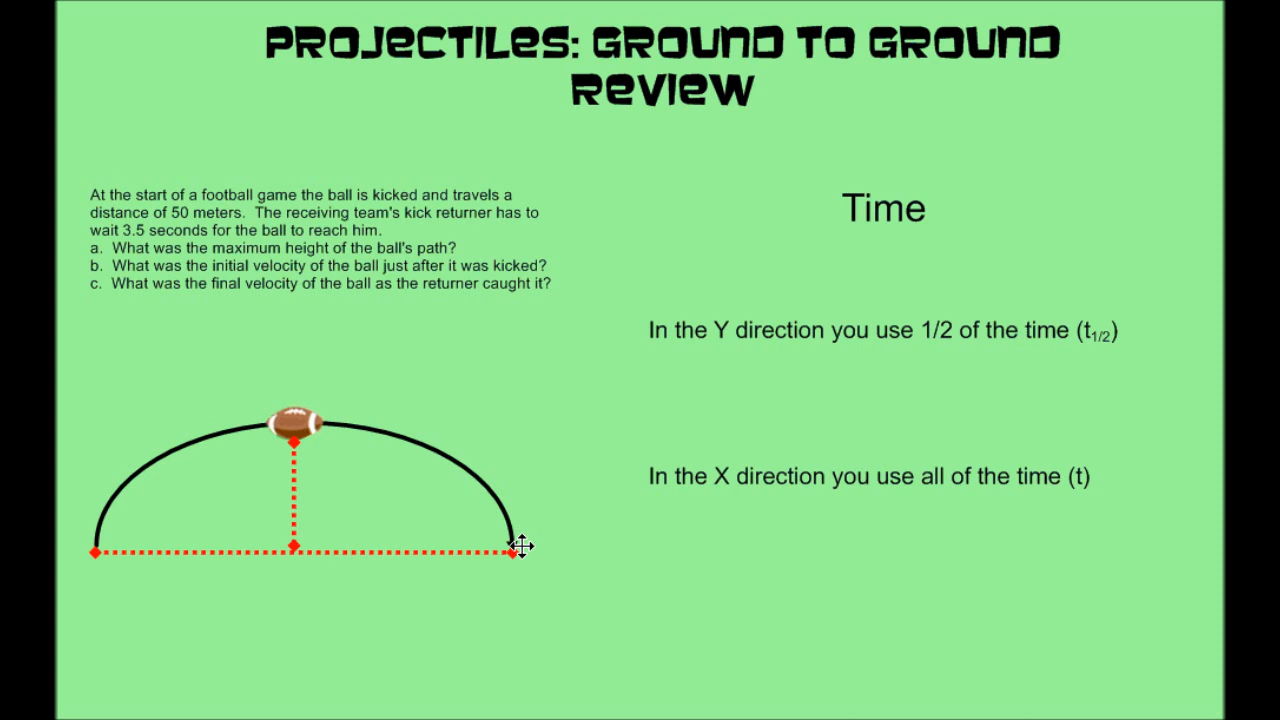 PROJECTILES: GROUND TO GROUND
REVIEW
At the start of a football game the ball is kicked and travels a
distance of 50 meters.  The receiving team's kick returner has to
wait 3.5 seconds for the ball to reach him.
a.  What was the maximum height of the ball's path?
b.  What was the initial velocity of the ball just after it was kicked?
c.  What was the final velocity of the ball as the returner caught it?
Time
In the Y direction you use 1/2 of the time (t1/2)
In the X direction you use all of the time (t)